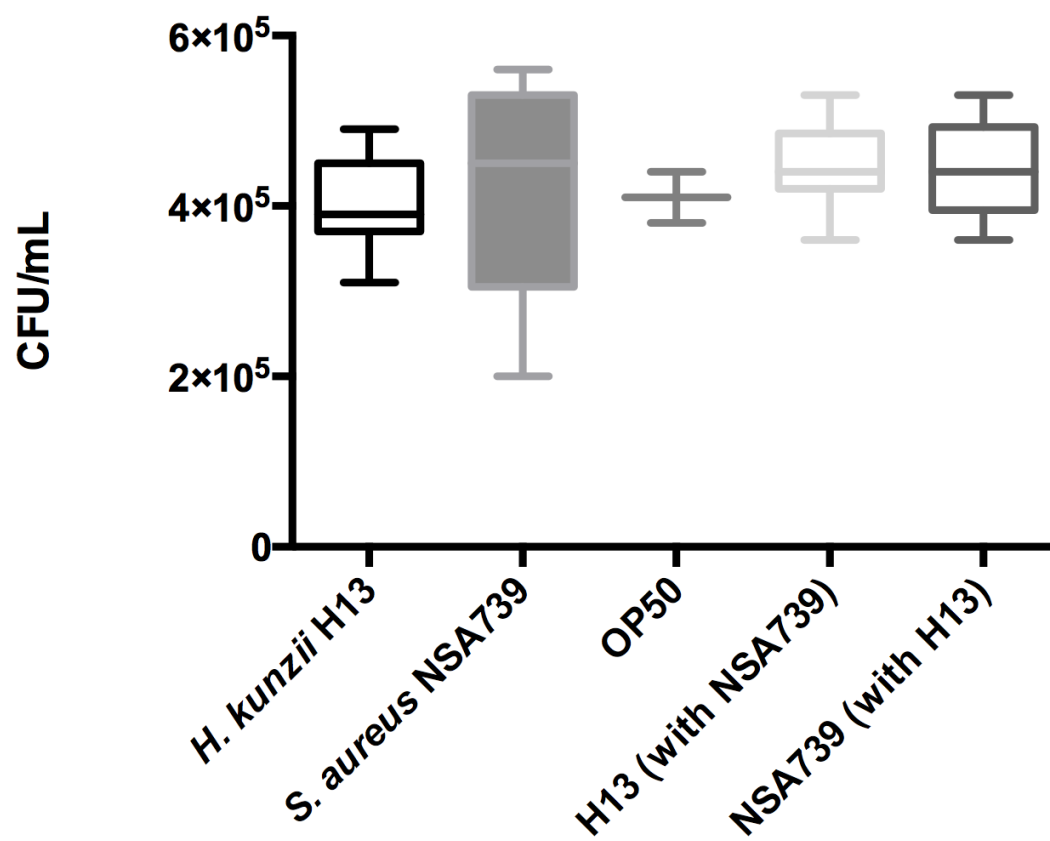 CFU/mL
6×10⁵
4×10⁵
2×10⁵
0
H. kunzii H13
S. aureus NSA739
OP50
H13 (with NSA739)
NSA739 (with H13)